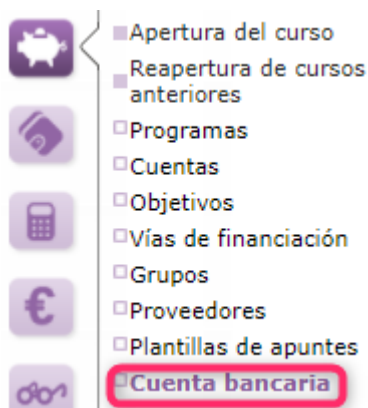 Apertura del curso
Reapertura de cursos
anteriores
Programas
Cuentas
Objetivos
Vías de financiación
Grupos
Proveedores
Plantillas de apuntes
Cuenta bancaria
€